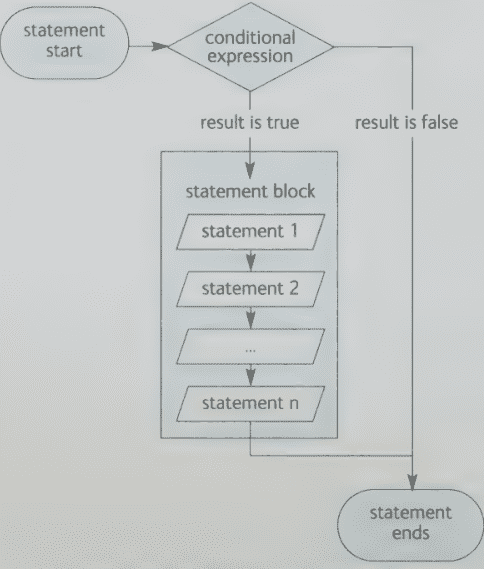 statement
start
conditional
expression
result is true
result is false
statement block
statement 1
statement 2
...
statement n
statement
ends